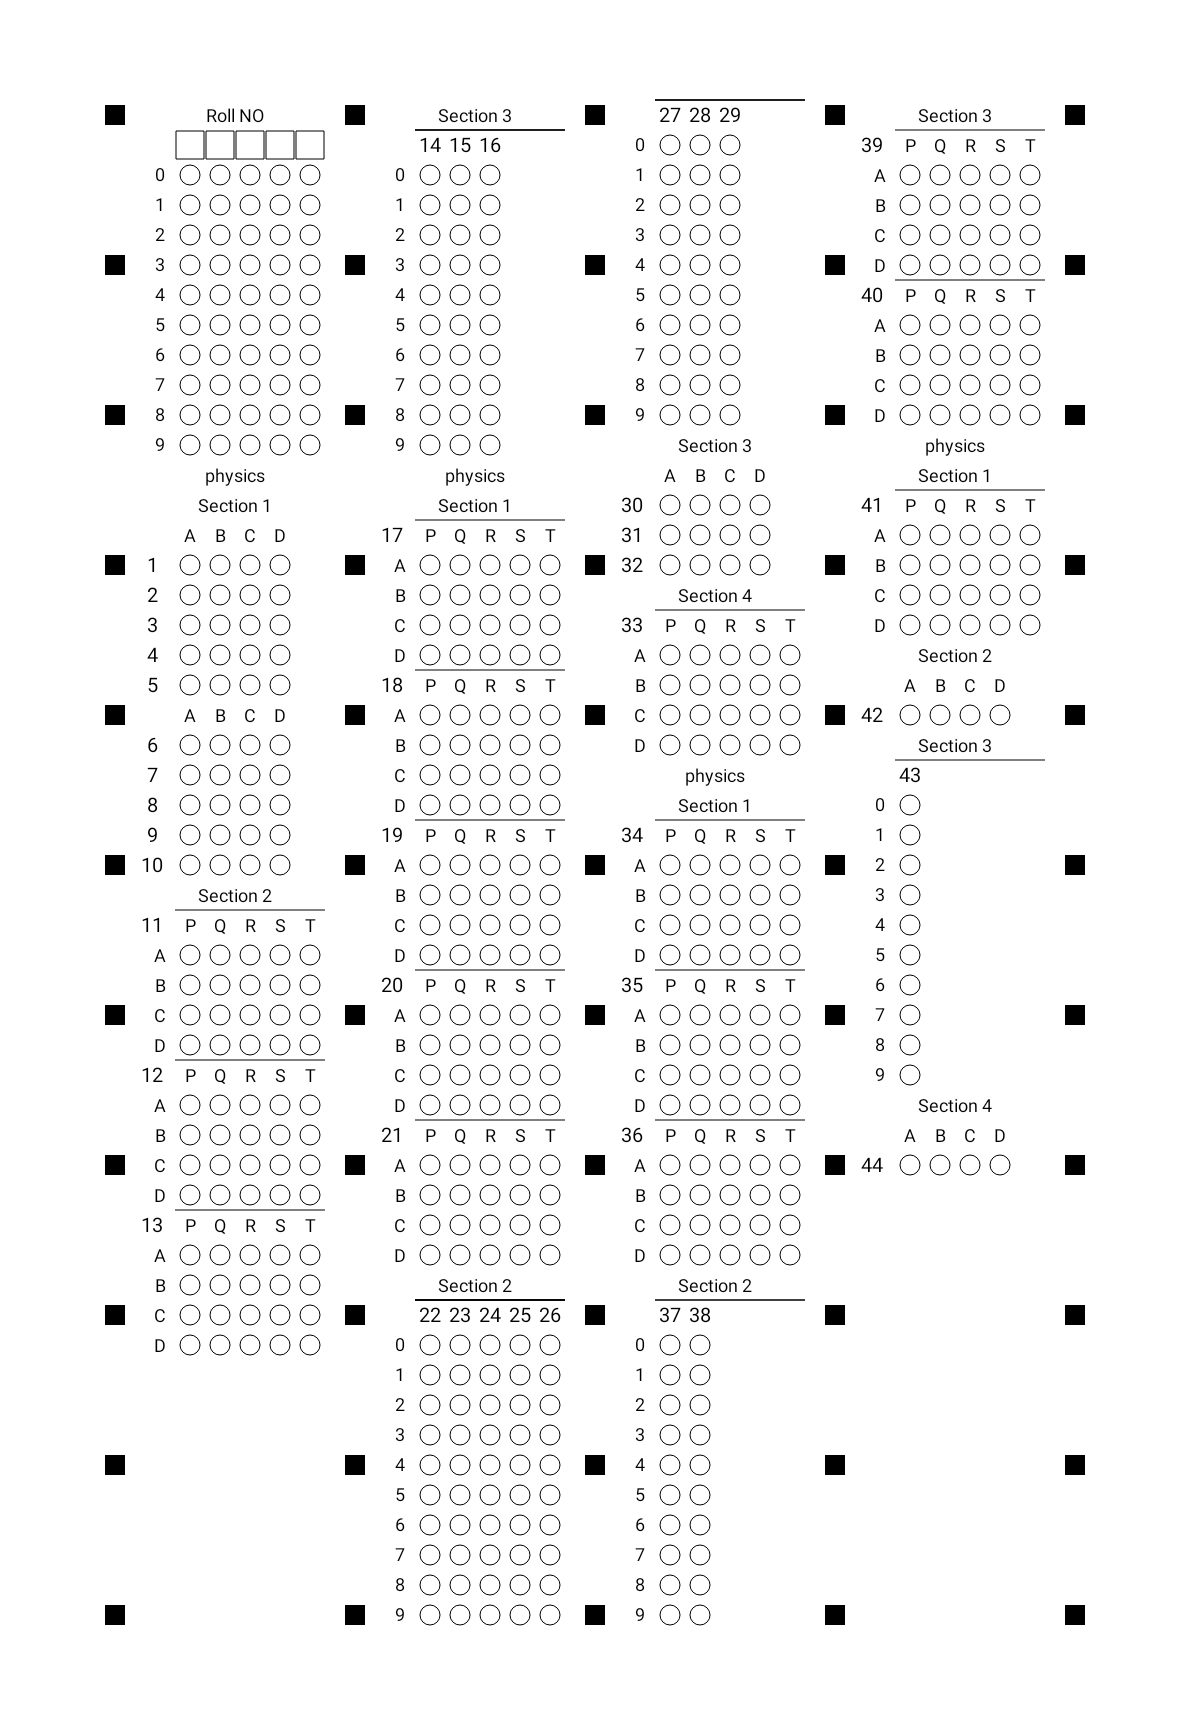 Roll NO
0
1
2
3
4
5
6
7
8
9
physics
Section 1
A B C D
1
2
3
4
5
A B C D
6
7
8
9
10
Section 2
11 P Q R S T
A
B
C
D
12 P Q R S T
A
B
C
D
13 P Q R S T
A
B
C
D
Section 3
14 15 16
0
1
2
3
4
5
6
7
8
9
physics
Section 1
17 P Q R S T
A
B
C
D
18 P Q R S T
A
B
C
D
19 P Q R S T
A
B
C
D
20 P Q R S T
A
B
C
D
21 P Q R S T
A
B
C
D
Section 2
22 23 24 25 26
0
1
2
3
4
5
6
7
8
9
27 28 29
0
1
2
3
4
5
6
7
8
9
Section 3
A B C D
30
31
32
Section 4
33 P Q R S T
A
B
C
D
physics
Section 1
34 P Q R S T
A
B
C
D
35 P Q R S T
A
B
C
D
36 P Q R S T
A
B
C
D
Section 2
37 38
0
1
2
3
4
5
6
7
8
9
Section 3
39 P Q R S T
A
B
C
D
40 P Q R S T
A
B
C
D
physics
Section 1
41 P Q R S T
A
B
C
D
Section 2
A B C D
42
Section 3
43
0
1
2
3
4
5
6
7
8
9
Section 4
A B C D
44